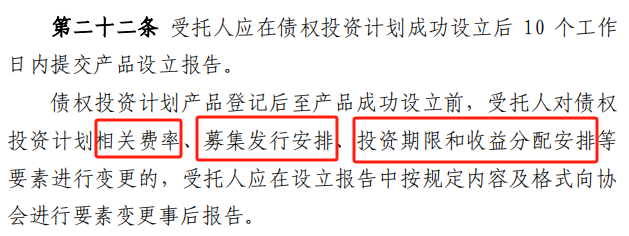 第二十二条 受托人应在债权投资计划成功设立后 10 个工作
日内提交产品设立报告。
债权投资计划产品登记后至产品成功设立前，受托人对债权
投资计划相关费率、募集发行安排、投资期限和收益分配安排等
要素进行变更的，受托人应在设立报告中按规定内容及格式向协
会进行要素变更事后报告。